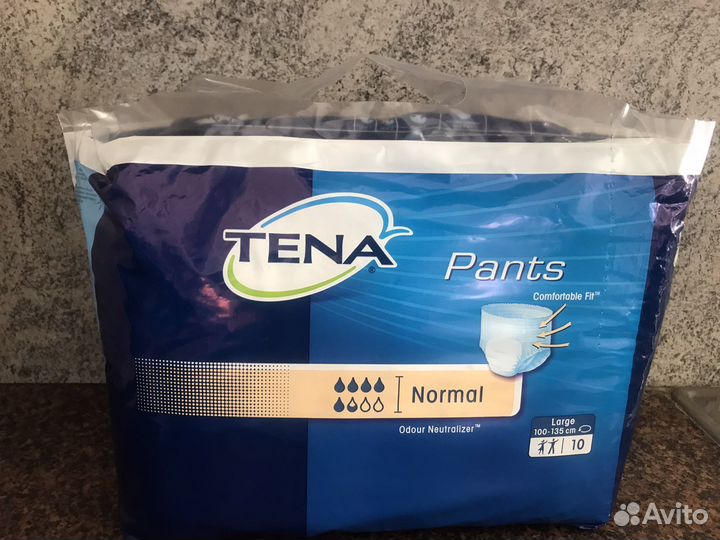 TENA®
Pants
Comfortable Fit™
Normal
Odour Neutralizer™
Large
100-135 cm
10
Avito